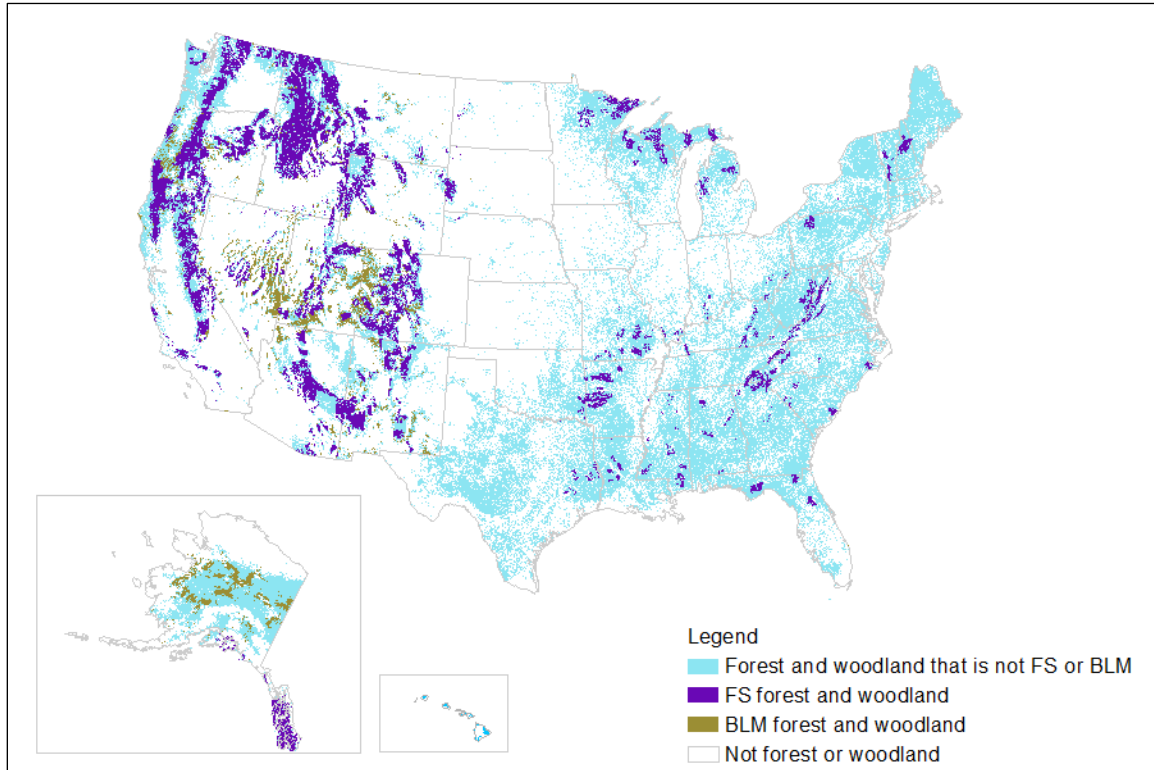 Legend
Forest and woodland that is not FS or BLM
FS forest and woodland
BLM forest and woodland
Not forest or woodland